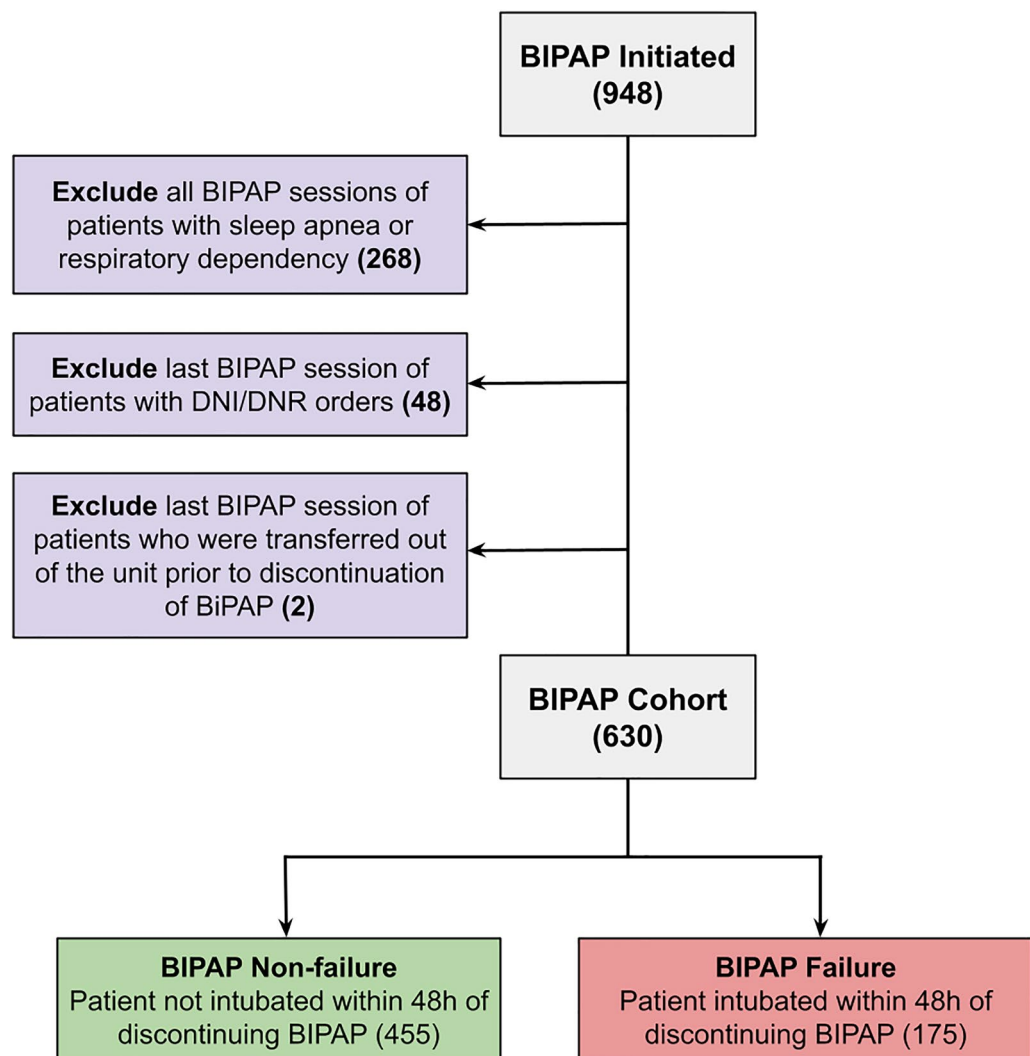 BIPAP Initiated
(948)
Exclude all BIPAP sessions of
patients with sleep apnea or
respiratory dependency (268)
Exclude last BIPAP session of
patients with DNI/DNR orders (48)
Exclude last BIPAP session of
patients who were transferred out
of the unit prior to discontinuation
of BiPAP (2)
BIPAP Cohort
(630)
BIPAP Non-failure
Patient not intubated within 48h of
discontinuing BIPAP (455)
BIPAP Failure
Patient intubated within 48h of
discontinuing BIPAP (175)